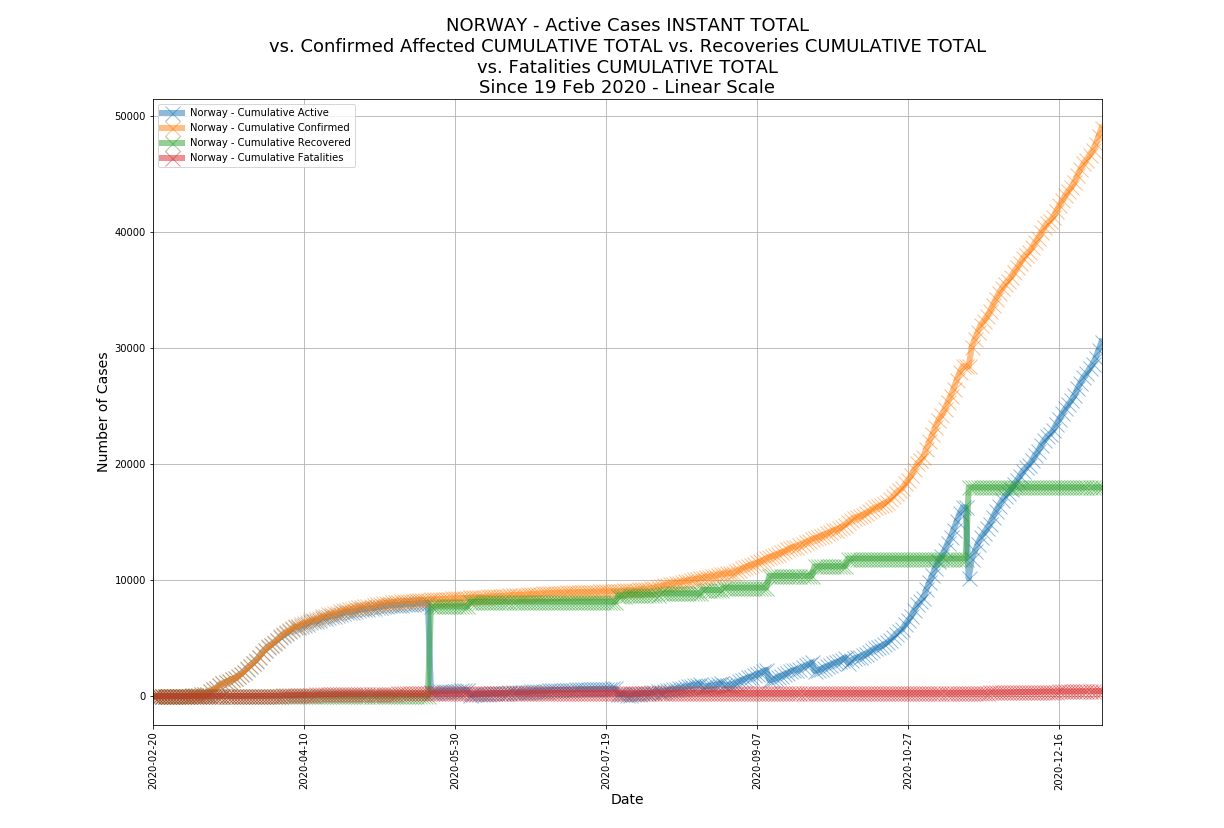 NORWAY - Active Cases INSTANT TOTAL
vs. Confirmed Affected CUMULATIVE TOTAL vs. Recoveries CUMULATIVE TOTAL
vs. Fatalities CUMULATIVE TOTAL
Since 19 Feb 2020 - Linear Scale
Norway - Cumulative Active
Norway - Cumulative Confirmed
Norway - Cumulative Recovered
Norway - Cumulative Fatalities
50000
40000
30000
20000
10000
0
Number of Cases
2020-02-20
2020-04-10
2020-05-30
2020-07-19
2020-09-07
2020-10-27
2020-12-16
Date